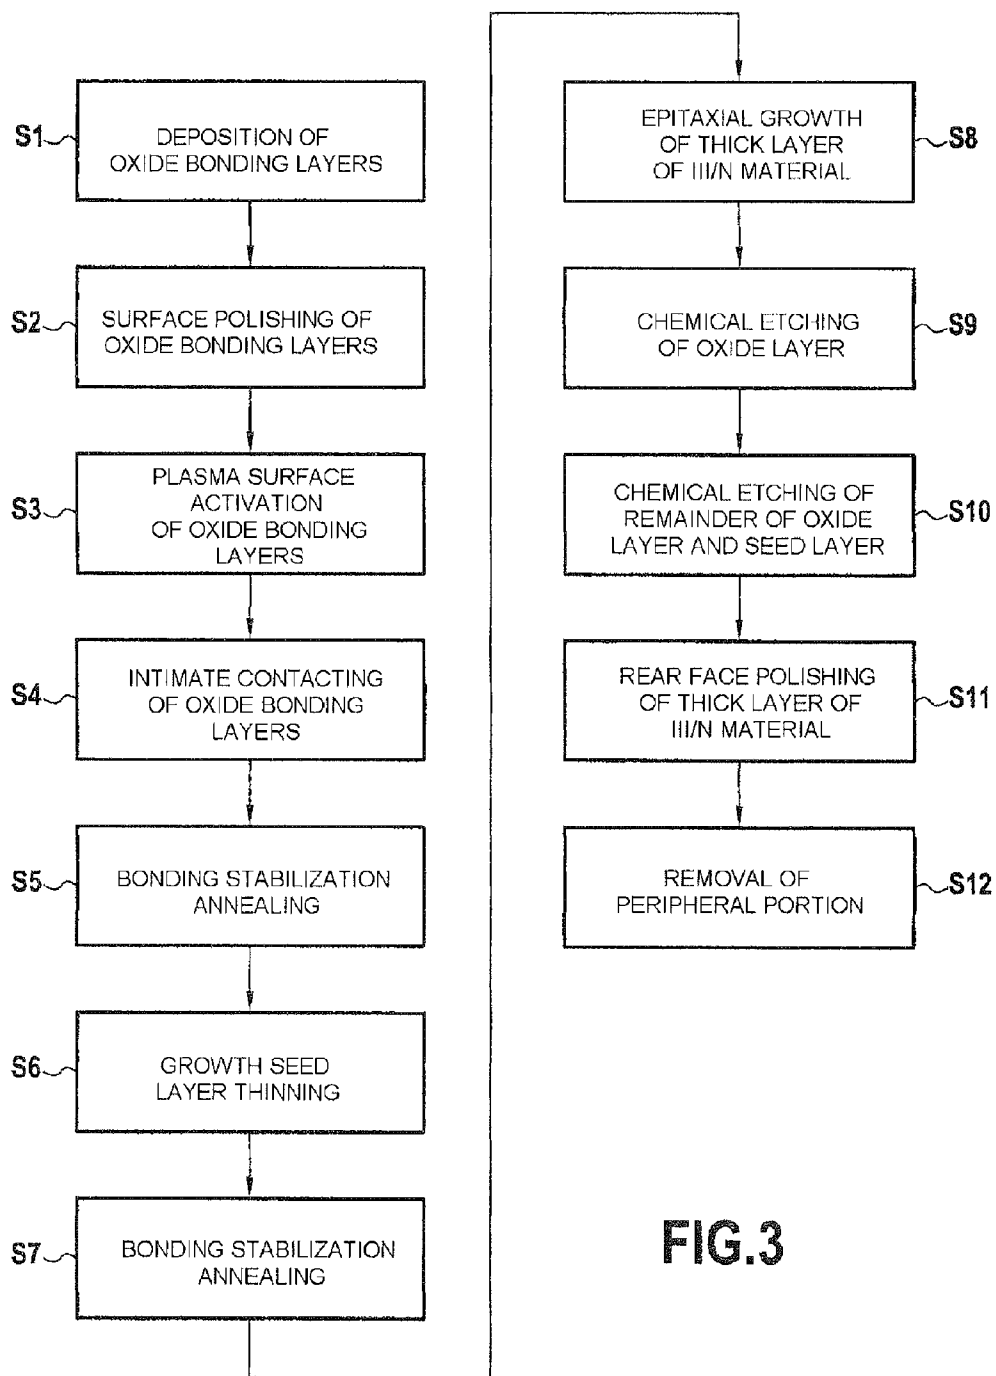 S1
DEPOSITION OF
OXIDE BONDING LAYERS
S2
SURFACE POLISHING OF
OXIDE BONDING LAYERS
S3
PLASMA SURFACE
ACTIVATION
OF OXIDE BONDING
LAYERS
S4
INTIMATE CONTACTING
OF OXIDE BONDING
LAYERS
S5
BONDING STABILIZATION
ANNEALING
S6
GROWTH SEED
LAYER THINNING
S7
BONDING STABILIZATION
ANNEALING
EPITAXIAL GROWTH
OF THICK LAYER
OF III/N MATERIAL
S8
CHEMICAL ETCHING
OF OXIDE LAYER
S9
CHEMICAL ETCHING OF
REMAINDER OF OXIDE
LAYER AND SEED LAYER
S10
REAR FACE POLISHING
OF THICK LAYER OF
III/N MATERIAL
S11
REMOVAL OF
PERIPHERAL PORTION
S12
FIG.3